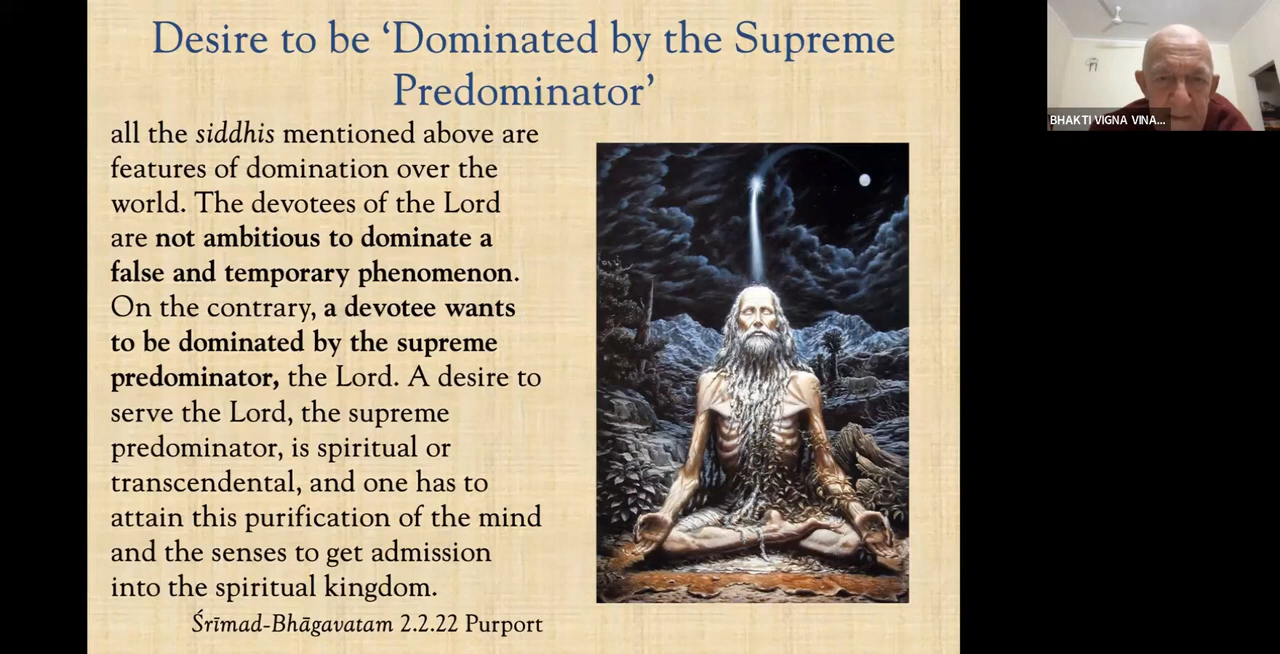 Desire to be ‘Dominated by the Supreme
Predominator’
all the siddhis mentioned above are
features of domination over the
world. The devotees of the Lord
are not ambitious to dominate a
false and temporary phenomenon.
On the contrary, a devotee wants
to be dominated by the supreme
predominator, the Lord. A desire to
serve the Lord, the supreme
predominator, is spiritual or
transcendental, and one has to
attain this purification of the mind
and the senses to get admission
into the spiritual kingdom.
Śrīmad-Bhāgavatam 2.2.22 Purport
BHAKTI VIGNA VINA...